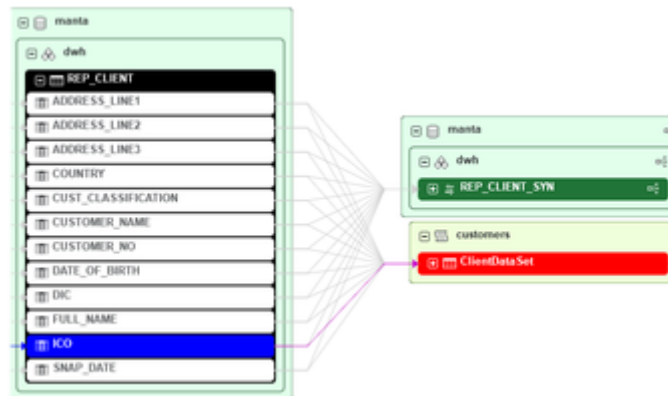 manta
dwh
REP_CLIENT
ADDRESS_LINE1
ADDRESS_LINE2
ADDRESS_LINE3
COUNTRY
CUST_CLASSIFICATION
CUSTOMER_NAME
CUSTOMER_NO
DATE_OF_BIRTH
DIC
FULL_NAME
ICO
SNAP_DATE
manta
dwh
REP_CLIENT_SYN
customers
ClientDataSet